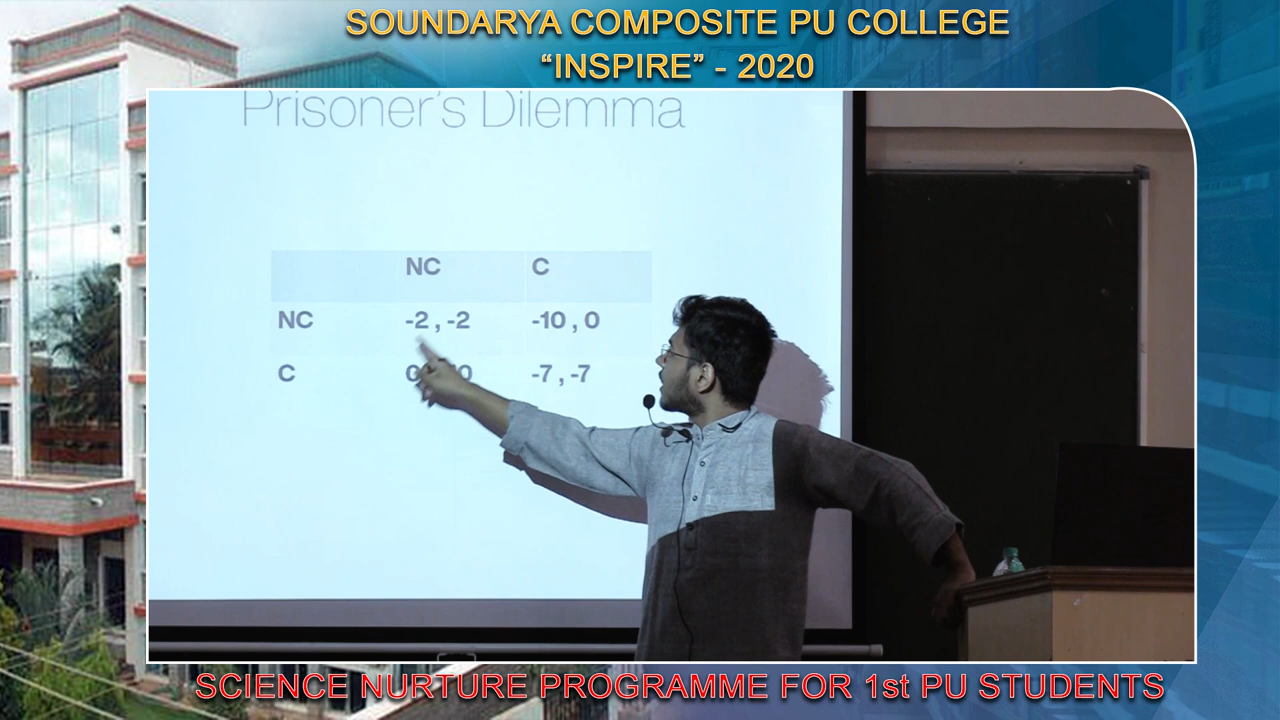 SOUNDARYA COMPOSITE PU COLLEGE
“INSPIRE” - 2020
Prisoner's Dilemma
NC C
NC -2 , -2 -10 , 0
C -7 , -7
SCIENCE NURTURE PROGRAMME FOR 1st PU STUDENTS